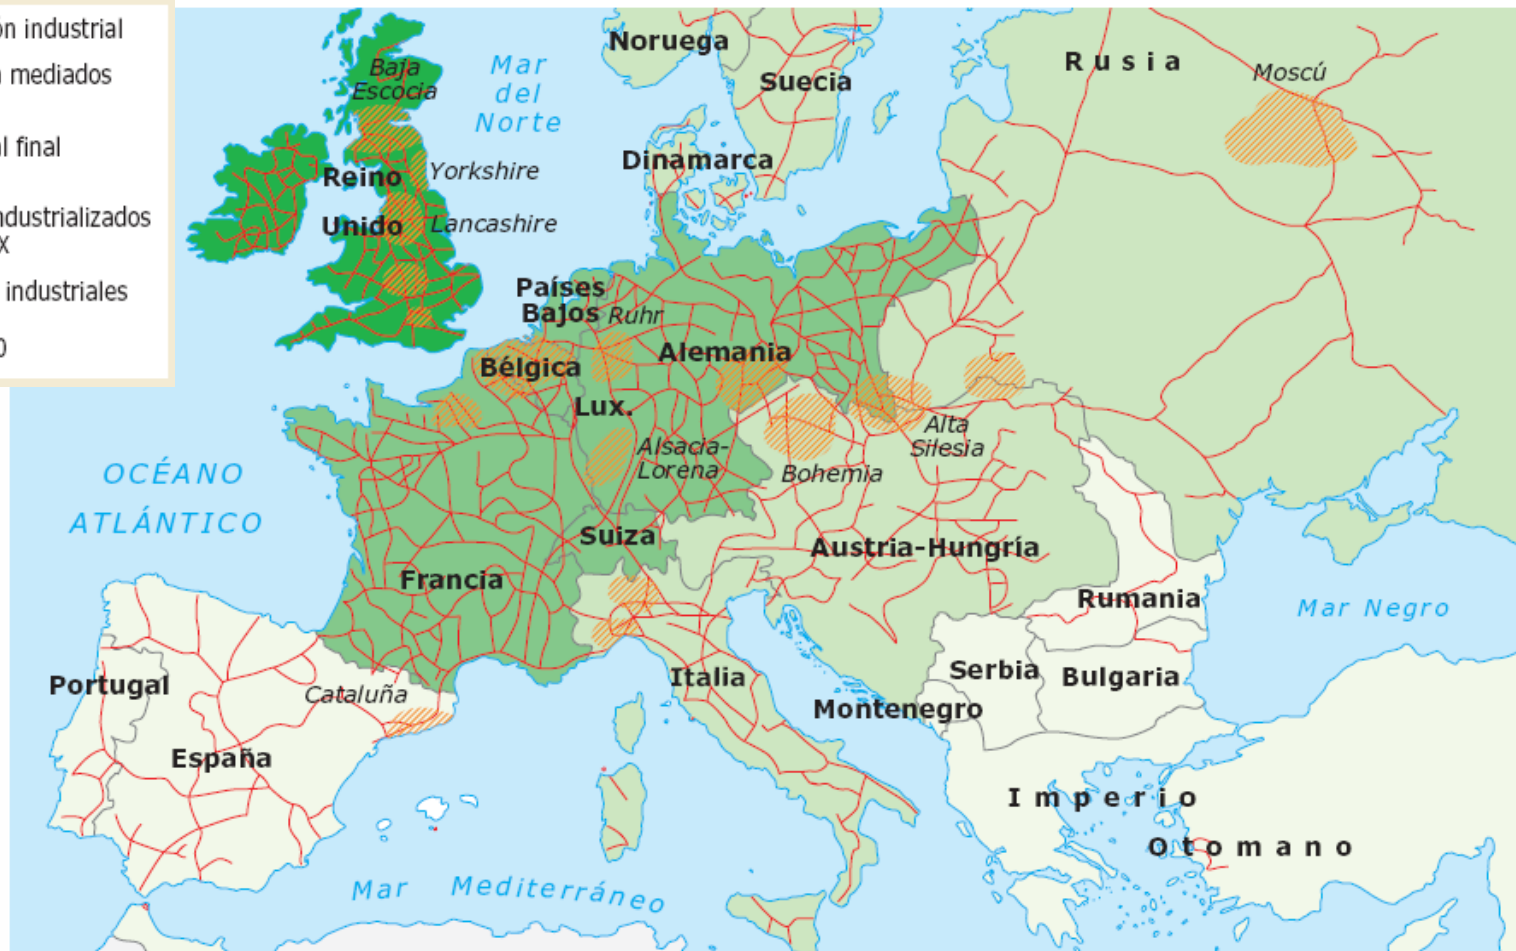 ón industrial
mediados
al final
ndustrializados
X
industriales
0
Noruega
Suecia
Rusia
Moscú
Baja
Escocia
Mar
del
Norte
Dinamarca
Reino
Unido
Yorkshire
Lancashire
Países
Bajos
Ruhr
Bélgica
Alemania
Lux.
Alsacia-
Lorena
Alta
Silesia
Bohemia
OCÉANO
ATLÁNTICO
Suiza
Austria-Hungría
Francia
Rumania
Mar Negro
Portugal
Cataluña
Italia
Serbia
Bulgaria
Montenegro
España
Imperio
Otomano
Mar Mediterráneo